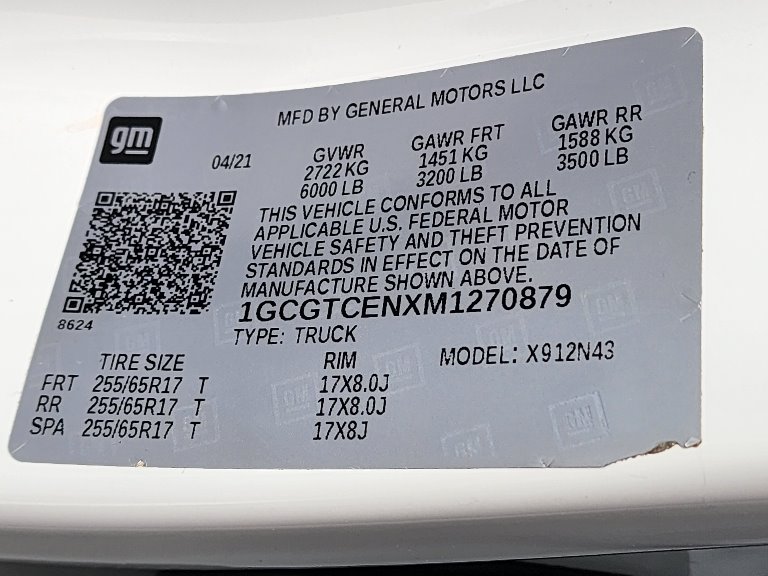 gm
MFD BY GENERAL MOTORS LLC
04/21
GVWR GAWR FRT GAWR RR
2722 KG 1451 KG 1588 KG
6000 LB 3200 LB 3500 LB
THIS VEHICLE CONFORMS TO ALL
APPLICABLE U.S. FEDERAL MOTOR
VEHICLE SAFETY AND THEFT PREVENTION
STANDARDS IN EFFECT ON THE DATE OF
MANUFACTURE SHOWN ABOVE.
1GCGTCENXM1270879
8624
TYPE: TRUCK
TIRE SIZE RIM MODEL: X912N43
FRT 255/65R17 T 17X8.0J
RR 255/65R17 T 17X8.0J
SPA 255/65R17 T 17X8J